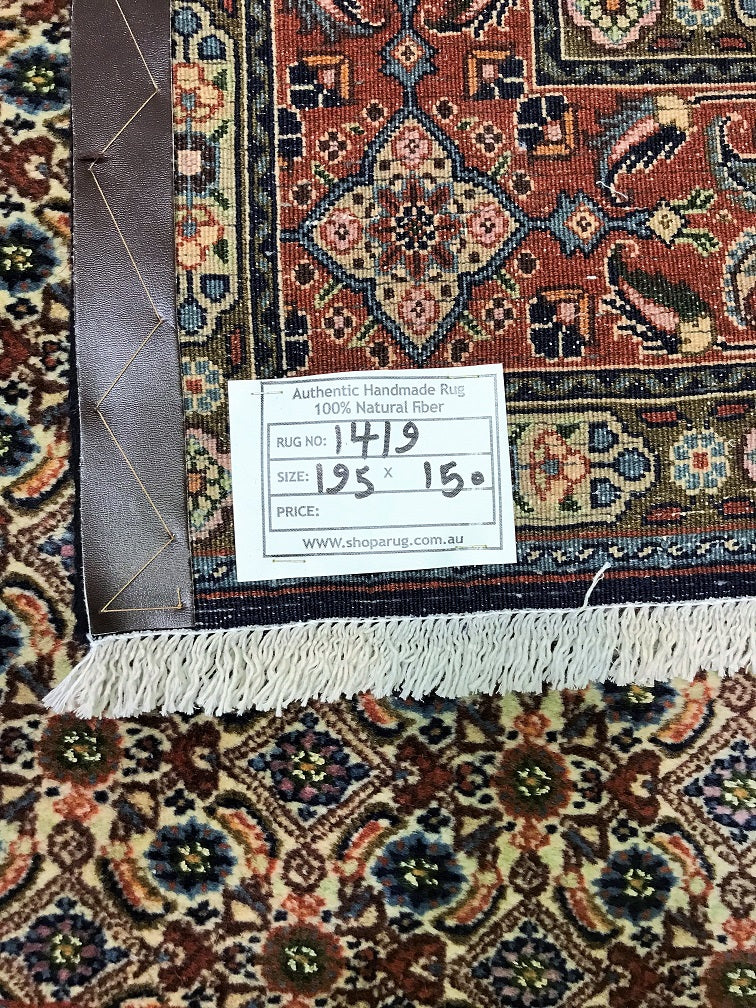 Authentic Handmade Rug
100% Natural Fiber
RUG NO: 1419
SIZE: 195 x 150
PRICE:
WWW.shoparug.com.au